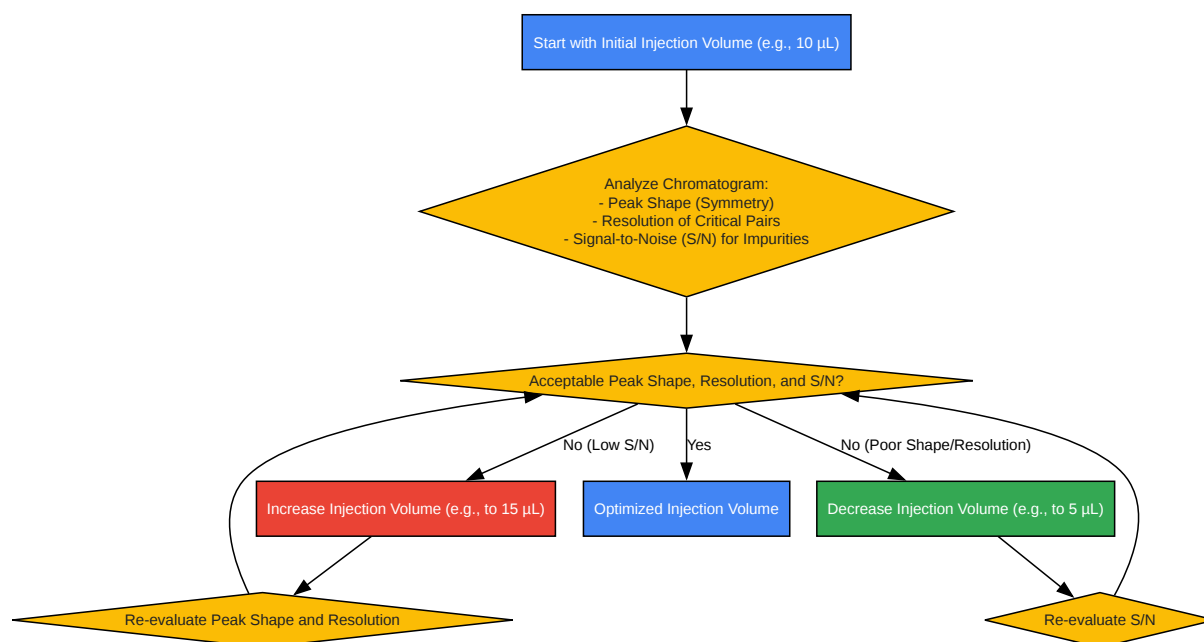 Start with Initial Injection Volume (e.g., 10 µL)
Analyze Chromatogram:
- Peak Shape (Symmetry)
- Resolution of Critical Pairs
- Signal-to-Noise (S/N) for Impurities
Acceptable Peak Shape, Resolution, and S/N?
No (Low S/N)
Yes
No (Poor Shape/Resolution)
Increase Injection Volume (e.g., to 15 µL)
Optimized Injection Volume
Decrease Injection Volume (e.g., to 5 µL)
Re-evaluate Peak Shape and Resolution
Re-evaluate S/N